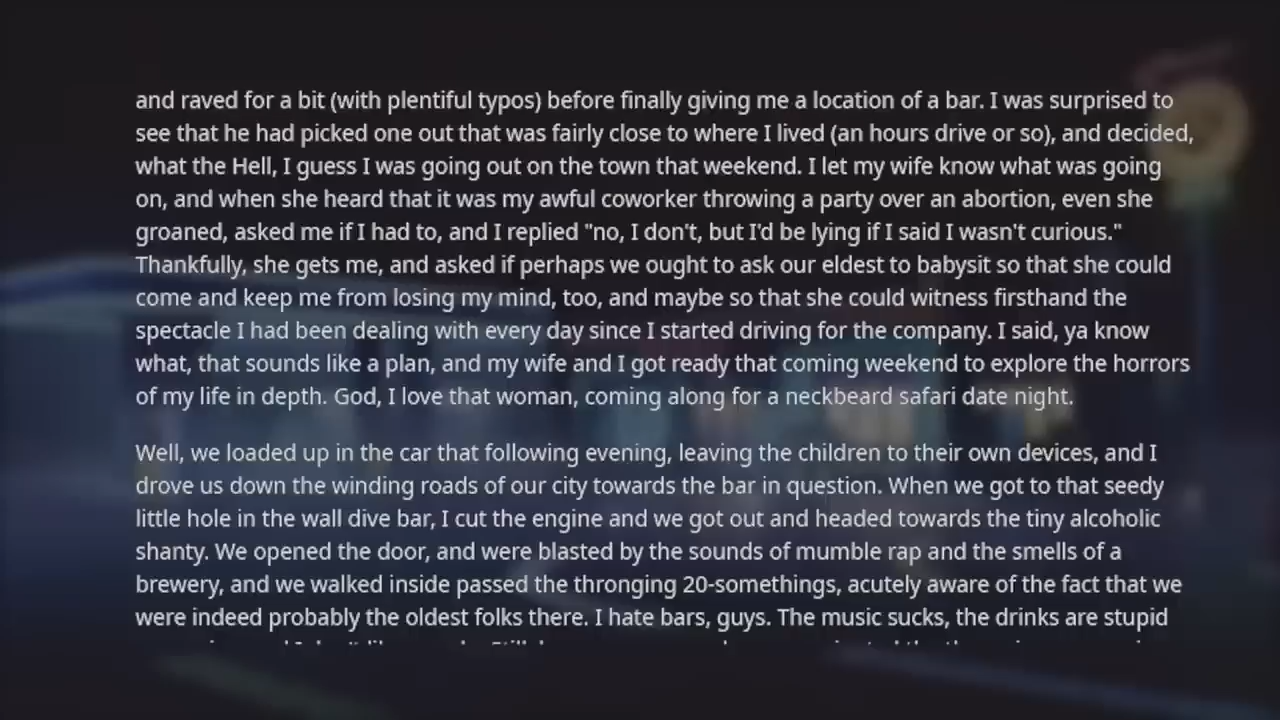 and raved for a bit (with plentiful typos) before finally giving me a location of a bar. I was surprised to
see that he had picked one out that was fairly close to where I lived (an hours drive or so), and decided,
what the Hell, I guess I was going out on the town that weekend. I let my wife know what was going
on, and when she heard that it was my awful coworker throwing a party over an abortion, even she
groaned, asked me if I had to, and I replied "no, I don't, but I'd be lying if I said I wasn't curious."
Thankfully, she gets me, and asked if perhaps we ought to ask our eldest to babysit so that she could
come and keep me from losing my mind, too, and maybe so that she could witness firsthand the
spectacle I had been dealing with every day since I started driving for the company. I said, ya know
what, that sounds like a plan, and my wife and I got ready that coming weekend to explore the horrors
of my life in depth. God, I love that woman, coming along for a neckbeard safari date night.
Well, we loaded up in the car that following evening, leaving the children to their own devices, and I
drove us down the winding roads of our city towards the bar in question. When we got to that seedy
little hole in the wall dive bar, I cut the engine and we got out and headed towards the tiny alcoholic
shanty. We opened the door, and were blasted by the sounds of mumble rap and the smells of a
brewery, and we walked inside passed the thronging 20-somethings, acutely aware of the fact that we
were indeed probably the oldest folks there. I hate bars, guys. The music sucks, the drinks are stupid